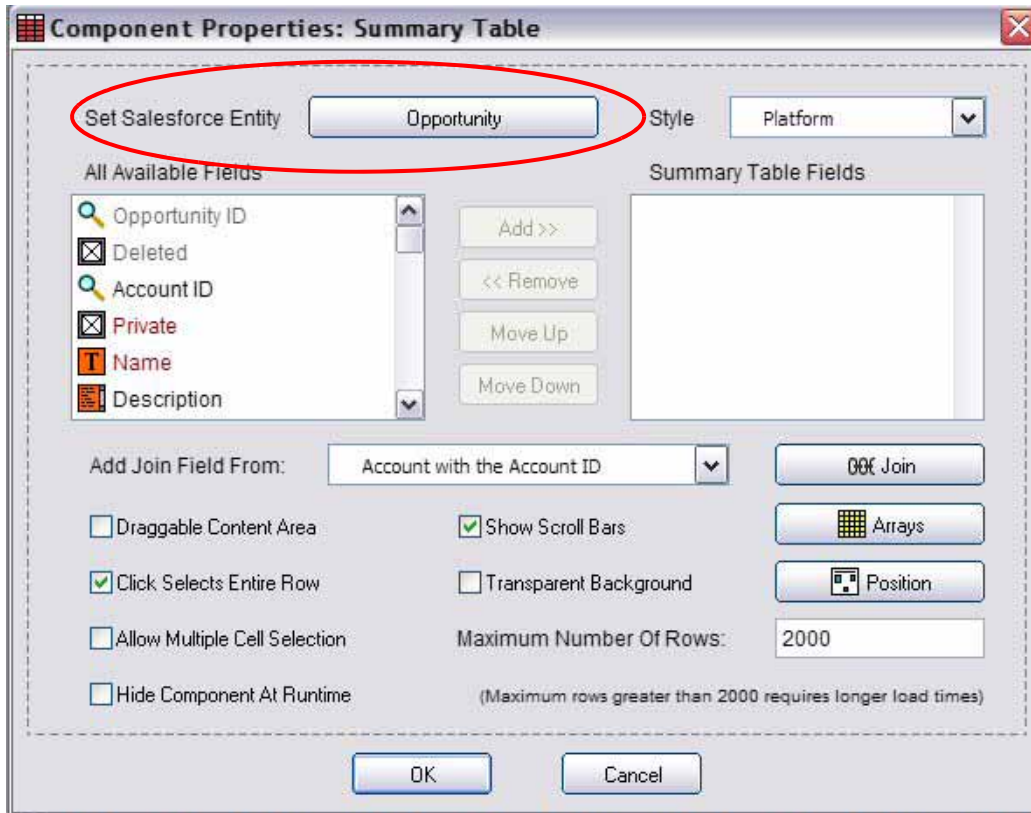 Component Properties: Summary Table
Set Salesforce Entity Opportunity Style Platform
All Available Fields Summary Table Fields
Opportunity ID
Deleted
Account ID
Private
T Name
Description
Add >>
<< Remove
Move Up
Move Down
Add Join Field From: Account with the Account ID Join
Draggable Content Area Show Scroll Bars Arrays
Click Selects Entire Row Transparent Background Position
Allow Multiple Cell Selection Maximum Number Of Rows: 2000
Hide Component At Runtime (Maximum rows greater than 2000 requires longer load times)
OK Cancel